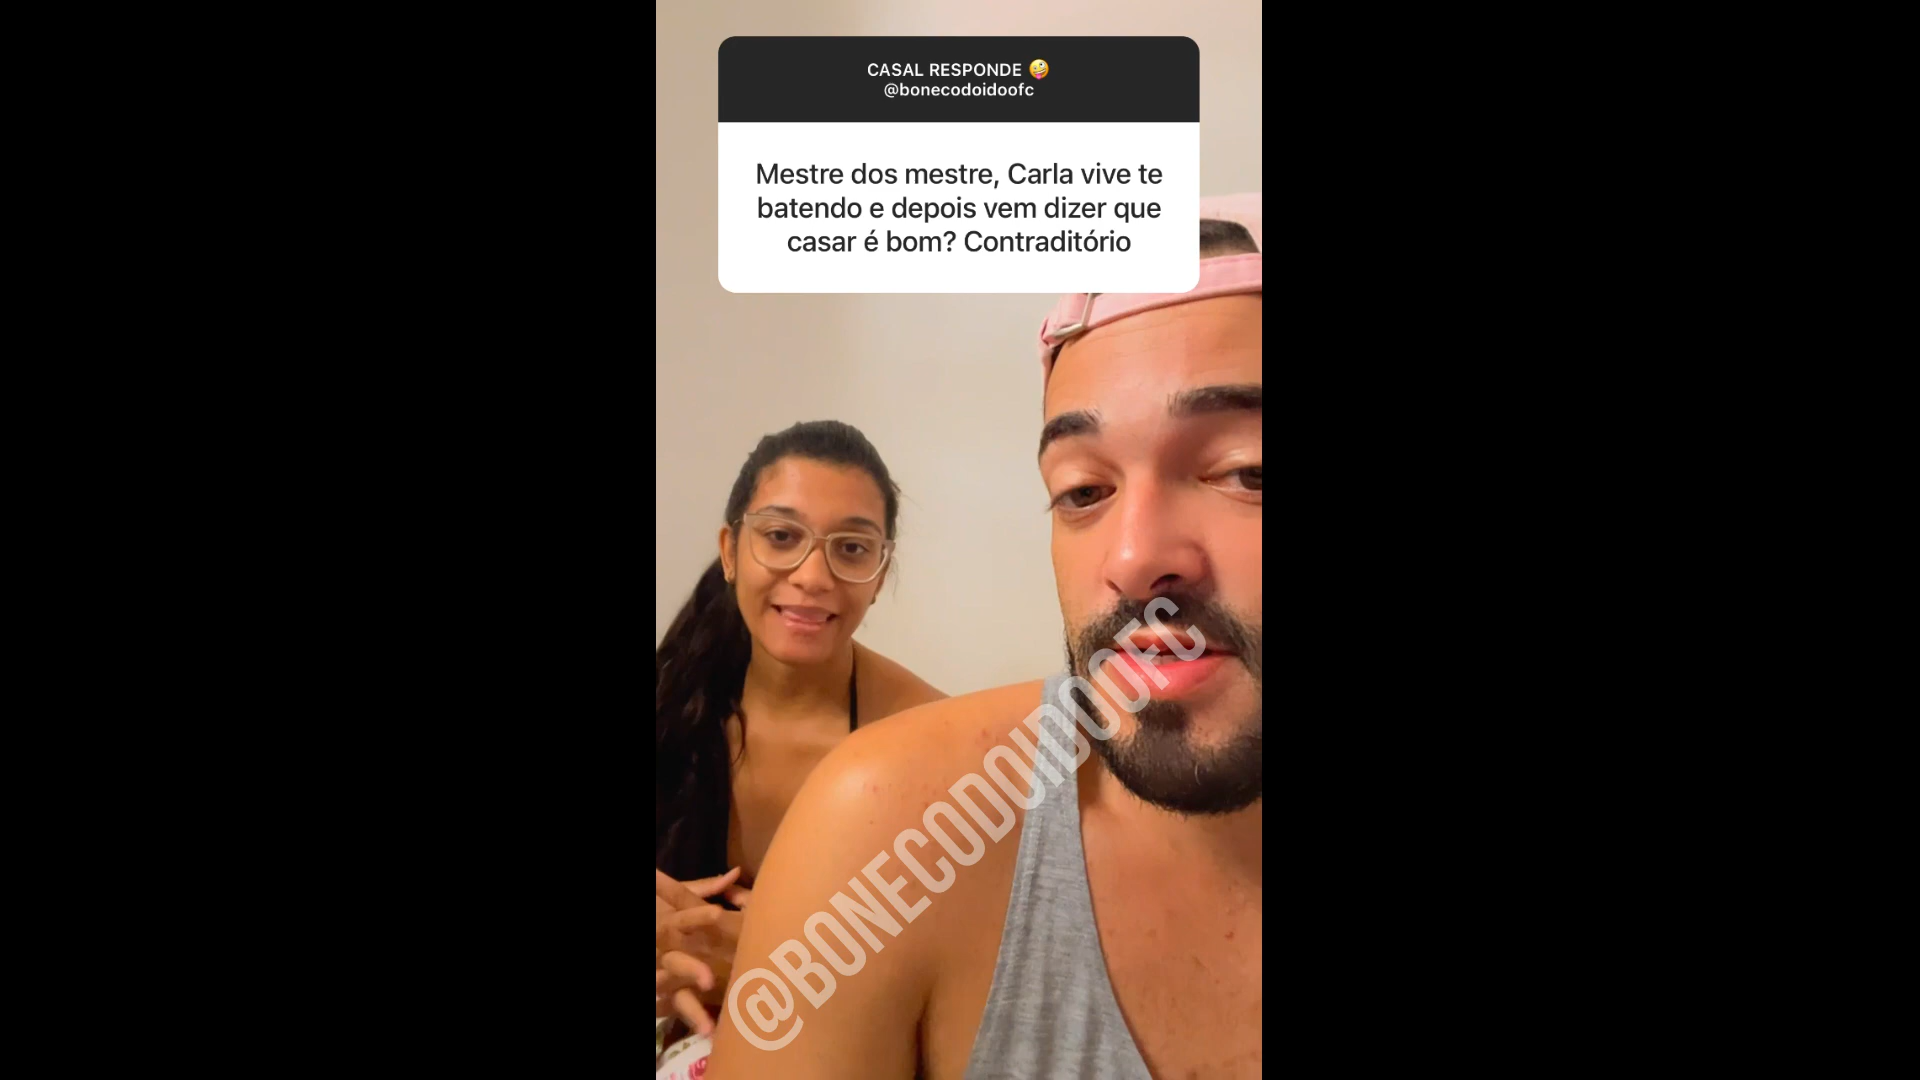 CASAL RESPONDE 🤪
@bonecodoidoofc
Mestre dos mestre, Carla vive te
batendo e depois vem dizer que
casar é bom? Contraditório
@BONECODOIDOOFC